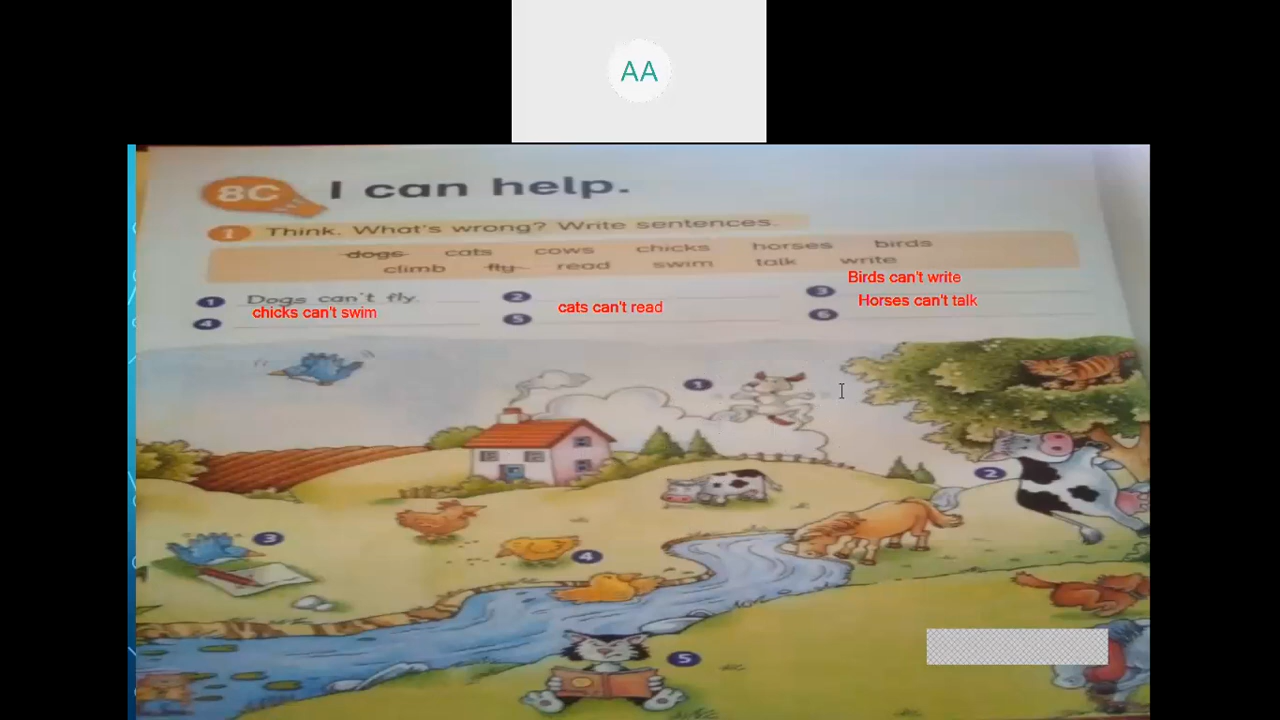 AA
8C I can help.
1 Think. What's wrong? Write sentences.
dogs cats cows chicks horses birds
climb fly read swim talk write
Birds can't write
1 Dogs can't fly. 2 3
chicks can't swim cats can't read Horses can't talk
4 5 6
1
2
3
4
5